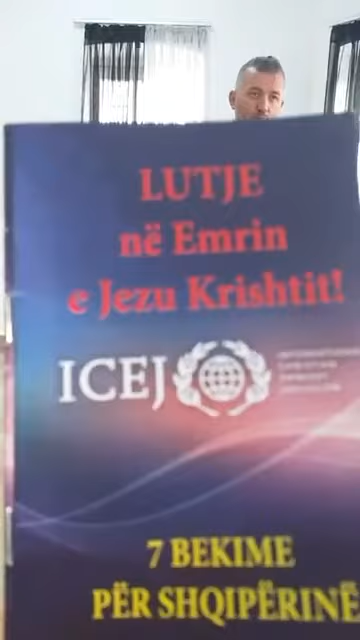 LUTJE
në Emrin
e Jezu Krishtit!
ICEJ
7 BEKIME
PËR SHQIPËRINË